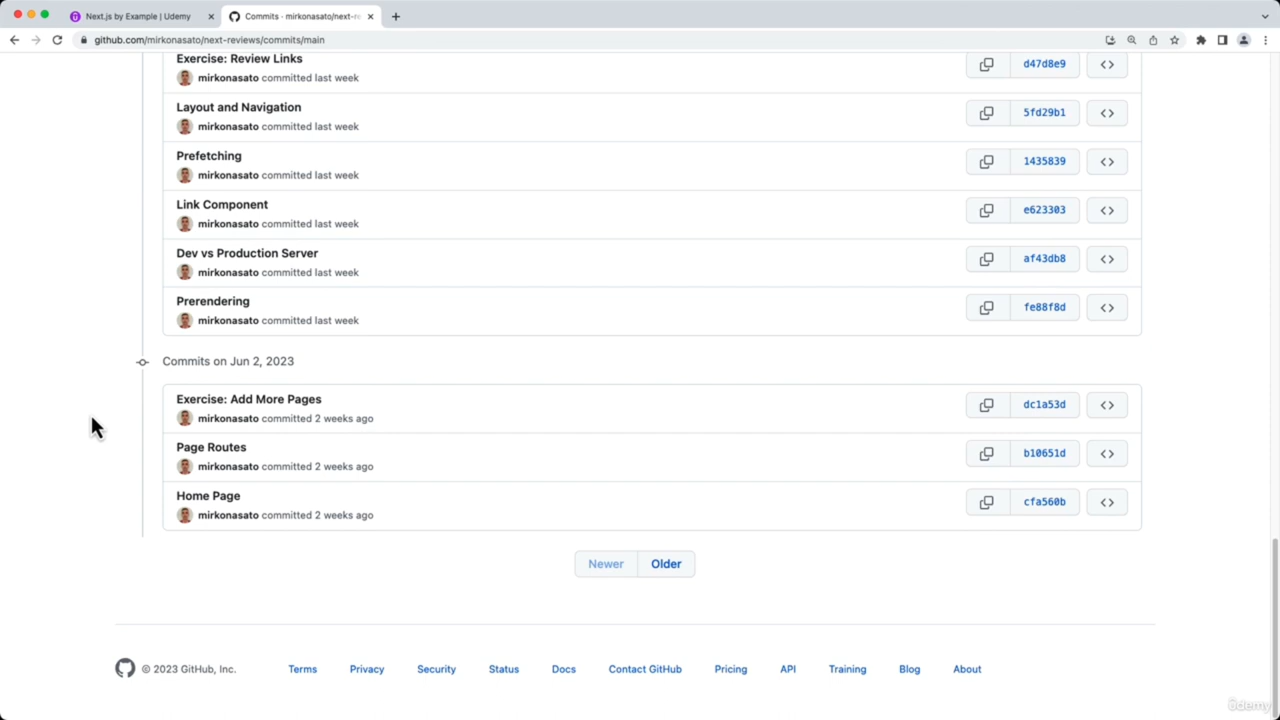 Next.js by Example | Udemy
Commits · mirkonasato/next-re
github.com/mirkonasato/next-reviews/commits/main
Exercise: Review Links
mirkonasato committed last week
d47d8e9
Layout and Navigation
mirkonasato committed last week
5fd29b1
Prefetching
mirkonasato committed last week
1435839
Link Component
mirkonasato committed last week
e623303
Dev vs Production Server
mirkonasato committed last week
af43db8
Prerendering
mirkonasato committed last week
fe88f8d
Commits on Jun 2, 2023
Exercise: Add More Pages
mirkonasato committed 2 weeks ago
dc1a53d
Page Routes
mirkonasato committed 2 weeks ago
b10651d
Home Page
mirkonasato committed 2 weeks ago
cfa560b
Newer Older
© 2023 GitHub, Inc. Terms Privacy Security Status Docs Contact GitHub Pricing API Training Blog About
ûdemy